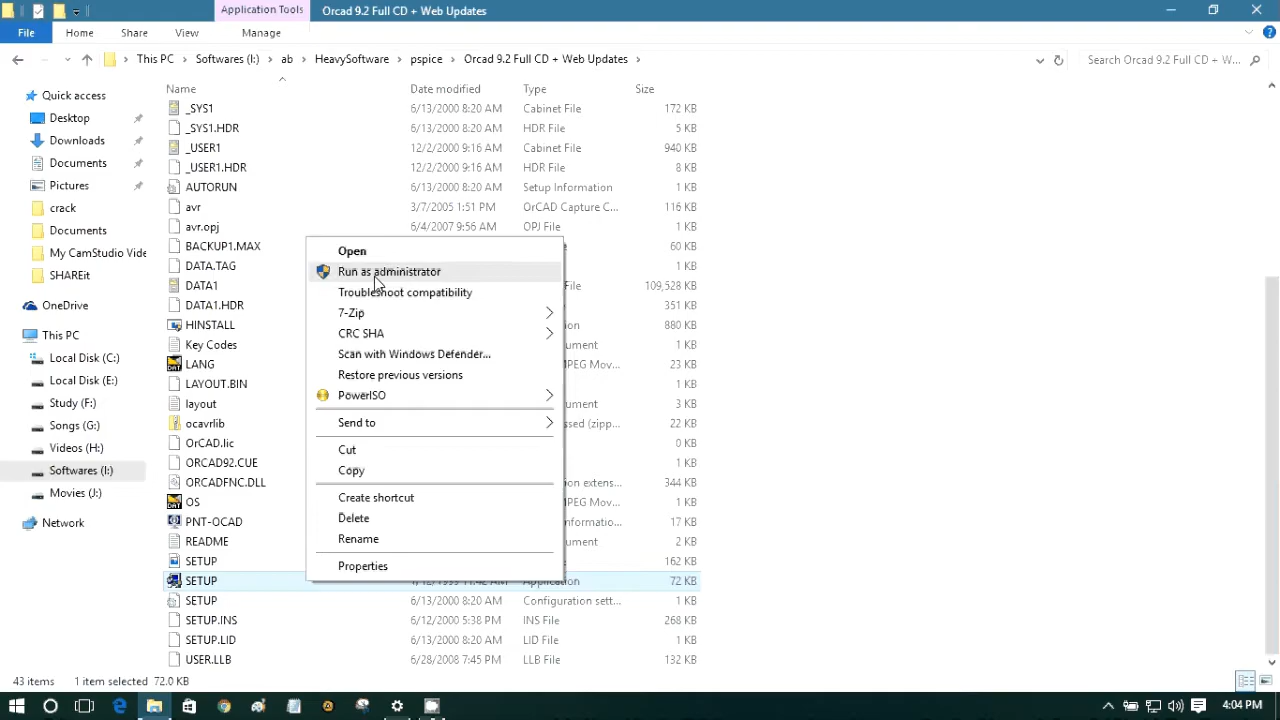 Application Tools
Orcad 9.2 Full CD + Web Updates
File Home Share View Manage
This PC Softwares (I:) ab HeavySoftware pspice Orcad 9.2 Full CD + Web Updates
Search Orcad 9.2 Full CD + W...
Quick access
Desktop
Downloads
Documents
Pictures
crack
Documents
My CamStudio Vide
SHAREit
OneDrive
This PC
Local Disk (C:)
Local Disk (E:)
Study (F:)
Songs (G:)
Videos (H:)
Softwares (I:)
Movies (J:)
Network
Name Date modified Type Size
_SYS1 6/13/2000 8:20 AM Cabinet File 172 KB
_SYS1.HDR 6/13/2000 8:20 AM HDR File 5 KB
_USER1 12/2/2000 9:16 AM Cabinet File 940 KB
_USER1.HDR 12/2/2000 9:16 AM HDR File 8 KB
AUTORUN 6/13/2000 8:20 AM Setup Information 1 KB
avr 3/7/2005 1:51 PM OrCAD Capture C... 116 KB
avr.opj 6/4/2007 9:56 AM OPJ File 2 KB
BACKUP1.MAX 60 KB
DATA.TAG 1 KB
DATA1 File 109,528 KB
DATA1.HDR 351 KB
HINSTALL ion 880 KB
Key Codes ument 1 KB
LANG MPEG Mov... 23 KB
LAYOUT.BIN 1 KB
layout ument 3 KB
ocavrlib ssed (zipp... 22 KB
OrCAD.lic 0 KB
ORCAD92.CUE 1 KB
ORCADFNC.DLL ion extens... 344 KB
OS MPEG Mov... 1 KB
PNT-OCAD nformatio... 17 KB
README ument 2 KB
SETUP 162 KB
SETUP 1/12/1999 11:42 AM Application 72 KB
SETUP 6/13/2000 8:20 AM Configuration sett... 1 KB
SETUP.INS 6/12/2000 5:38 PM INS File 268 KB
SETUP.LID 6/13/2000 8:20 AM LID File 1 KB
USER.LLB 6/28/2008 7:45 PM LLB File 132 KB
Open
Run as administrator
Troubleshoot compatibility
7-Zip
CRC SHA
Scan with Windows Defender...
Restore previous versions
PowerISO
Send to
Cut
Copy
Create shortcut
Delete
Rename
Properties
43 items 1 item selected 72.0 KB
4:04 PM